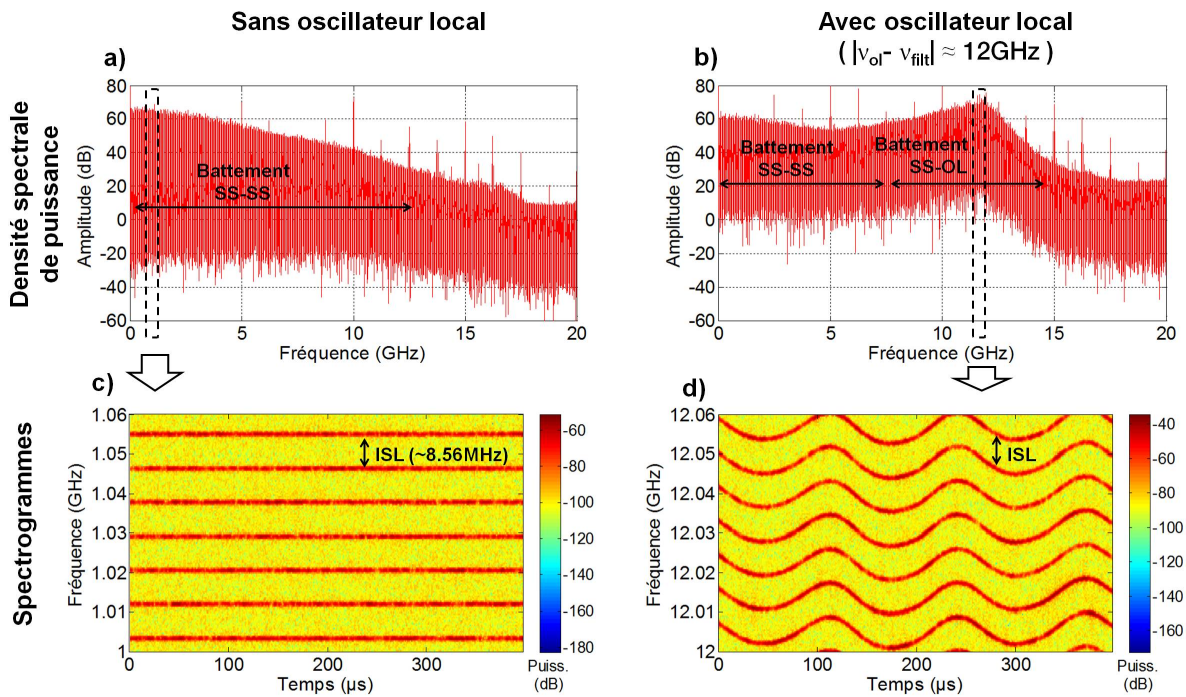 Sans oscillateur local
Avec oscillateur local
( |νol- νfilt| ≈ 12GHz )
Densité spectrale
de puissance
Spectrogrammes
a)
80
60
40
20
0
-20
-40
-60
Amplitude (dB)
Battement
SS-SS
0
5
10
15
20
Fréquence (GHz)
b)
80
60
40
20
0
-20
-40
-60
Amplitude (dB)
Battement
SS-SS
Battement
SS-OL
0
5
10
15
20
Fréquence (GHz)
c)
1.06
1.05
1.04
1.03
1.02
1.01
1
Fréquence (GHz)
ISL (~8.56MHz)
100
200
300
Temps (µs)
-60
-80
-100
-120
-140
-160
-180
Puiss.
(dB)
d)
12.06
12.05
12.04
12.03
12.02
12.01
12
Fréquence (GHz)
ISL
0
100
200
300
Temps (µs)
-40
-60
-80
-100
-120
-140
-160
Puiss.
(dB)